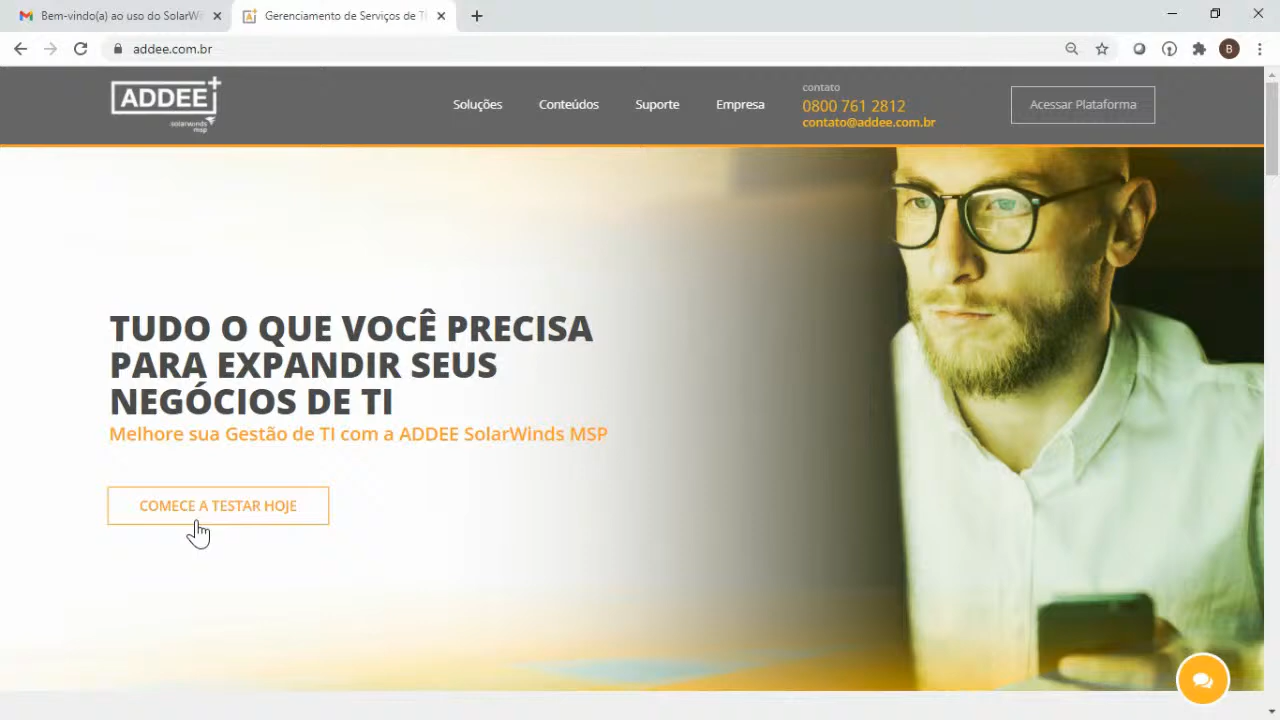 Bem-vindo(a) ao uso do SolarWi
Gerenciamento de Serviços de TI
addee.com.br
B
ADDEE+
solarwinds
msp
Soluções
Conteúdos
Suporte
Empresa
contato
0800 761 2812
contato@addee.com.br
Acessar Plataforma
TUDO O QUE VOCÊ PRECISA
PARA EXPANDIR SEUS
NEGÓCIOS DE TI
Melhore sua Gestão de TI com a ADDEE SolarWinds MSP
COMECE A TESTAR HOJE